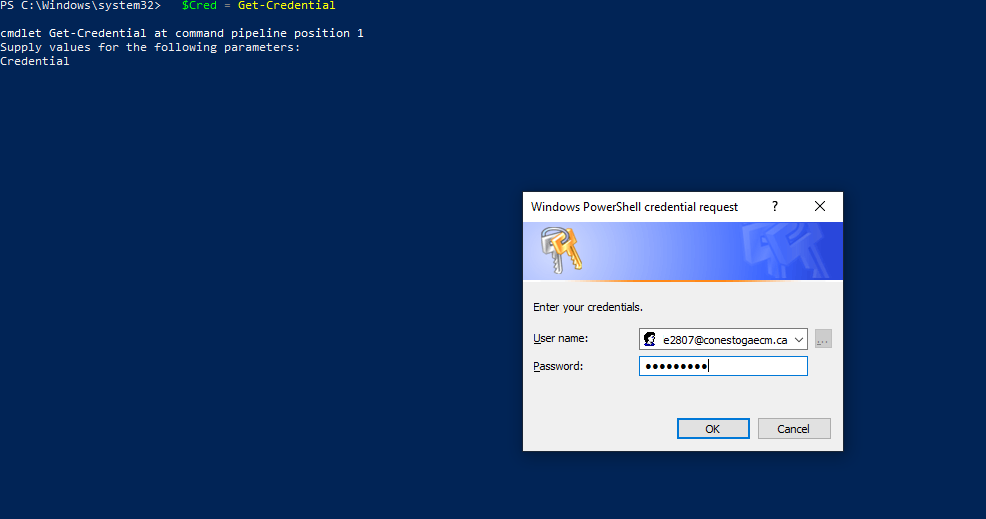 PS C:\Windows\system32> $Cred = Get-Credential
cmdlet Get-Credential at command pipeline position 1
Supply values for the following parameters:
Credential
Windows PowerShell credential request
?
Enter your credentials.
User name:
e2807@conestogaecm.ca
...
Password:
●●●●●●●●●
OK
Cancel